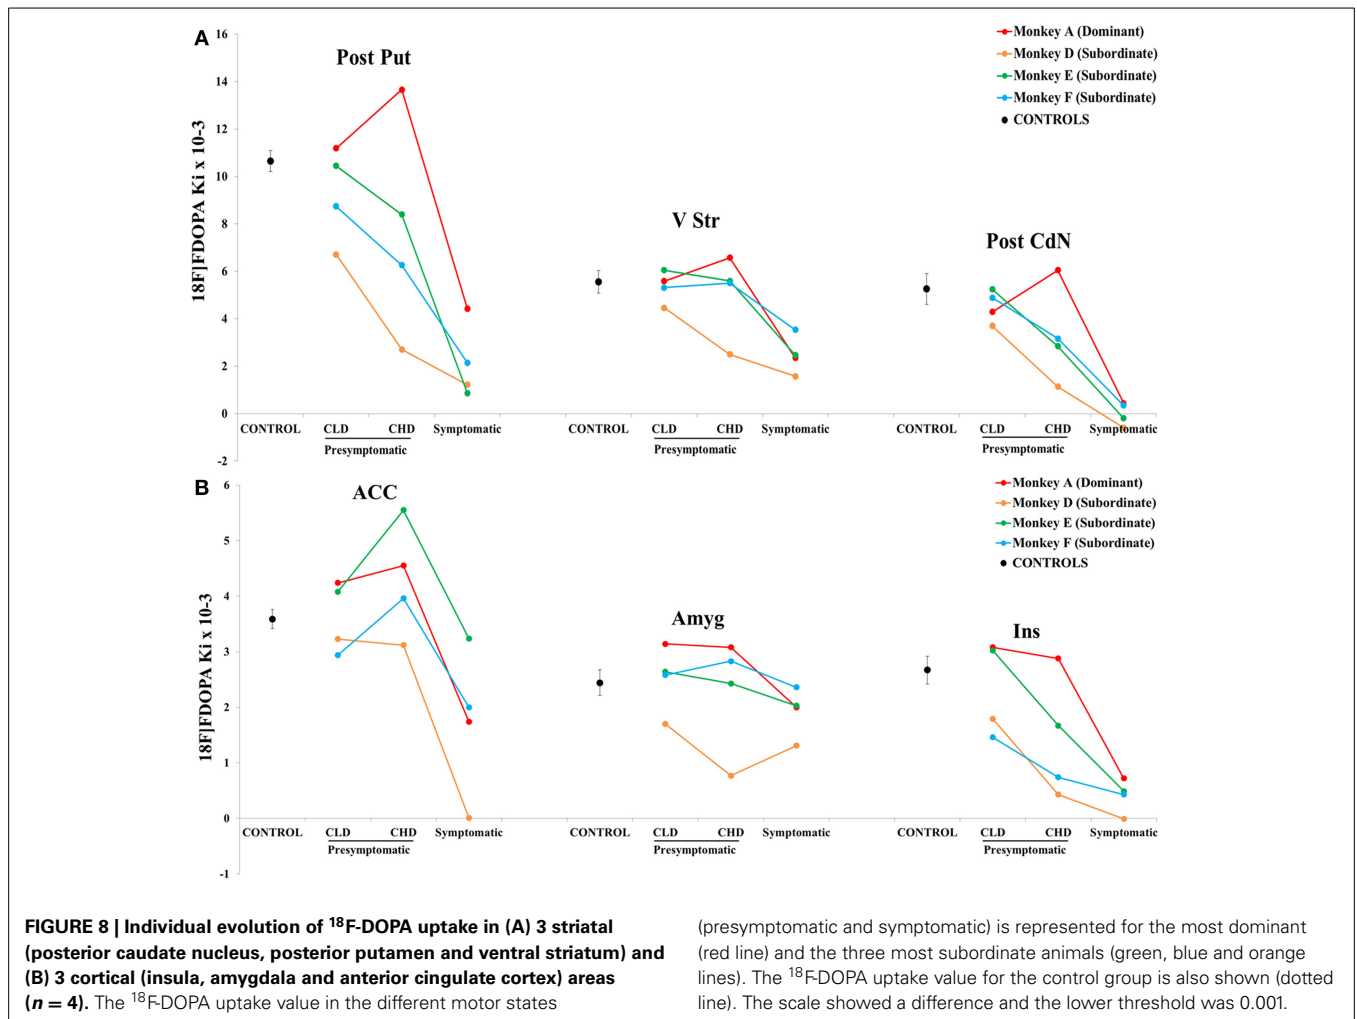 A
16
14
12
10
8
6
4
2
0
-2
18F]FDOPA Ki x 10-3
Post Put
V Str
Post CdN
Monkey A (Dominant)
Monkey D (Subordinate)
Monkey E (Subordinate)
Monkey F (Subordinate)
CONTROLS
CONTROL CLD CHD Symptomatic CONTROL CLD CHD Symptomatic CONTROL CLD CHD Symptomatic
Presymptomatic Presymptomatic Presymptomatic
B
6
5
4
3
2
1
0
-1
18F]FDOPA Ki x 10-3
ACC
Amyg
Ins
Monkey A (Dominant)
Monkey D (Subordinate)
Monkey E (Subordinate)
Monkey F (Subordinate)
CONTROLS
CONTROL CLD CHD Symptomatic CONTROL CLD CHD Symptomatic CONTROL CLD CHD Symptomatic
Presymptomatic Presymptomatic Presymptomatic
FIGURE 8 | Individual evolution of ¹⁸F-DOPA uptake in (A) 3 striatal
(posterior caudate nucleus, posterior putamen and ventral striatum) and
(B) 3 cortical (insula, amygdala and anterior cingulate cortex) areas
(n = 4). The ¹⁸F-DOPA uptake value in the different motor states
(presymptomatic and symptomatic) is represented for the most dominant
(red line) and the three most subordinate animals (green, blue and orange
lines). The ¹⁸F-DOPA uptake value for the control group is also shown (dotted
line). The scale showed a difference and the lower threshold was 0.001.